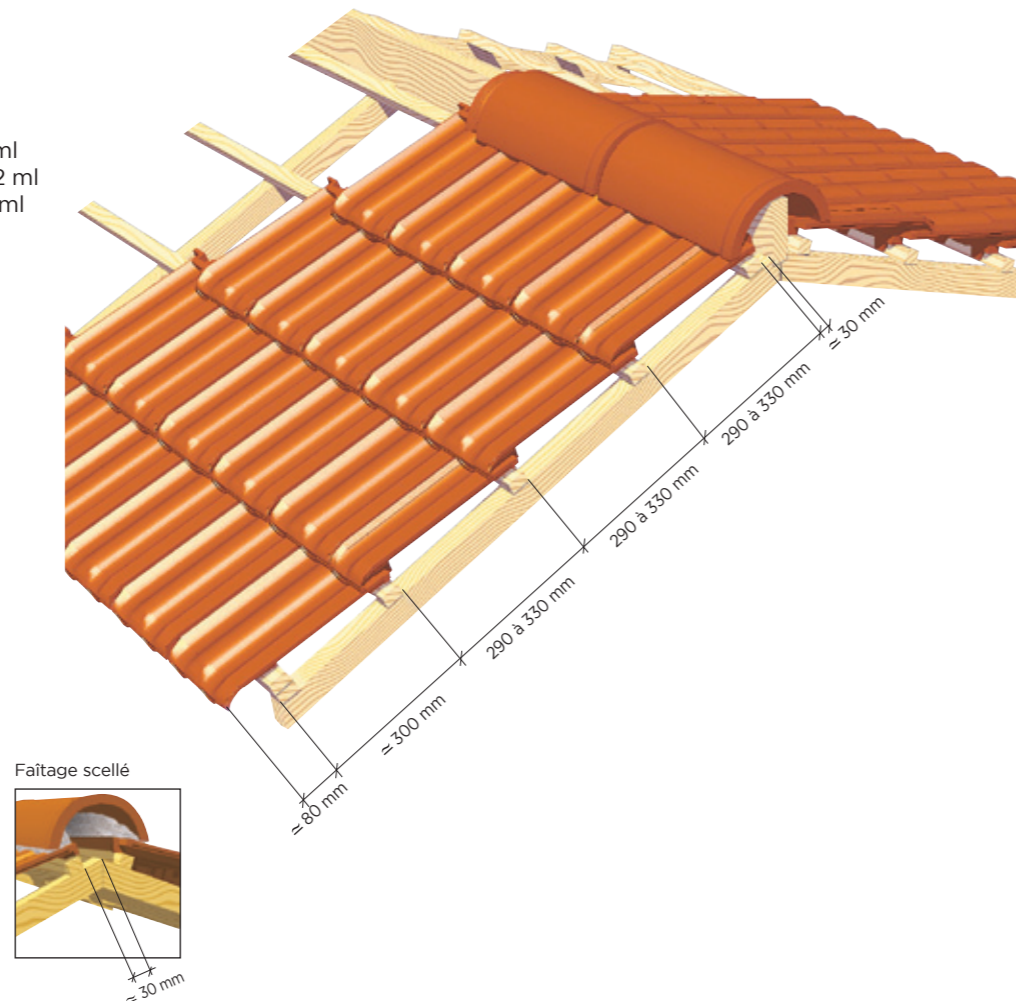 ml
2 ml
ml
≃ 30 mm
290 à 330 mm
290 à 330 mm
290 à 330 mm
≃ 300 mm
≃ 80 mm
Faîtage scellé
≃ 30 mm